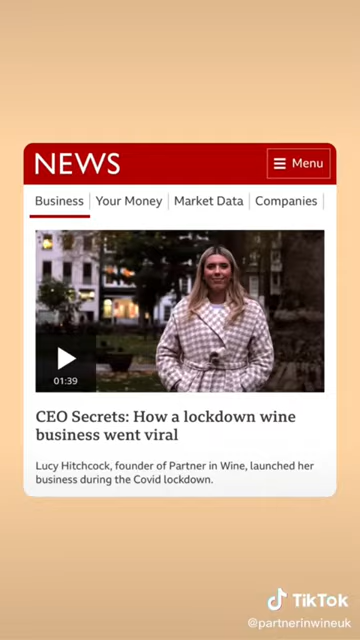 NEWS
Menu
Business
Your Money
Market Data
Companies
01:39
CEO Secrets: How a lockdown wine
business went viral
Lucy Hitchcock, founder of Partner in Wine, launched her
business during the Covid lockdown.
TikTok
@partnerinwineuk